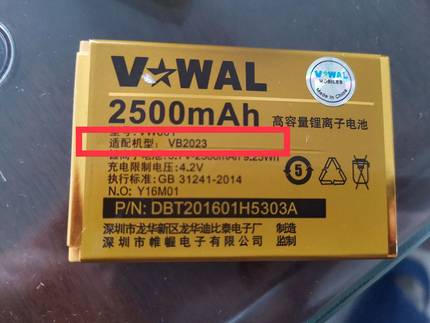 V★WAL
V★WAL
MOBILES
Made in China
2500mAh 高容量锂离子电池
适配机型: VB2023
充电限制电压:4.2V
执行标准:GB 31241-2014
N.O: Y16M01
5
P/N: DBT201601H5303A
深圳市龙华新区龙华迪比泰电子厂 制造
深圳市帷幄电子有限公司 监制